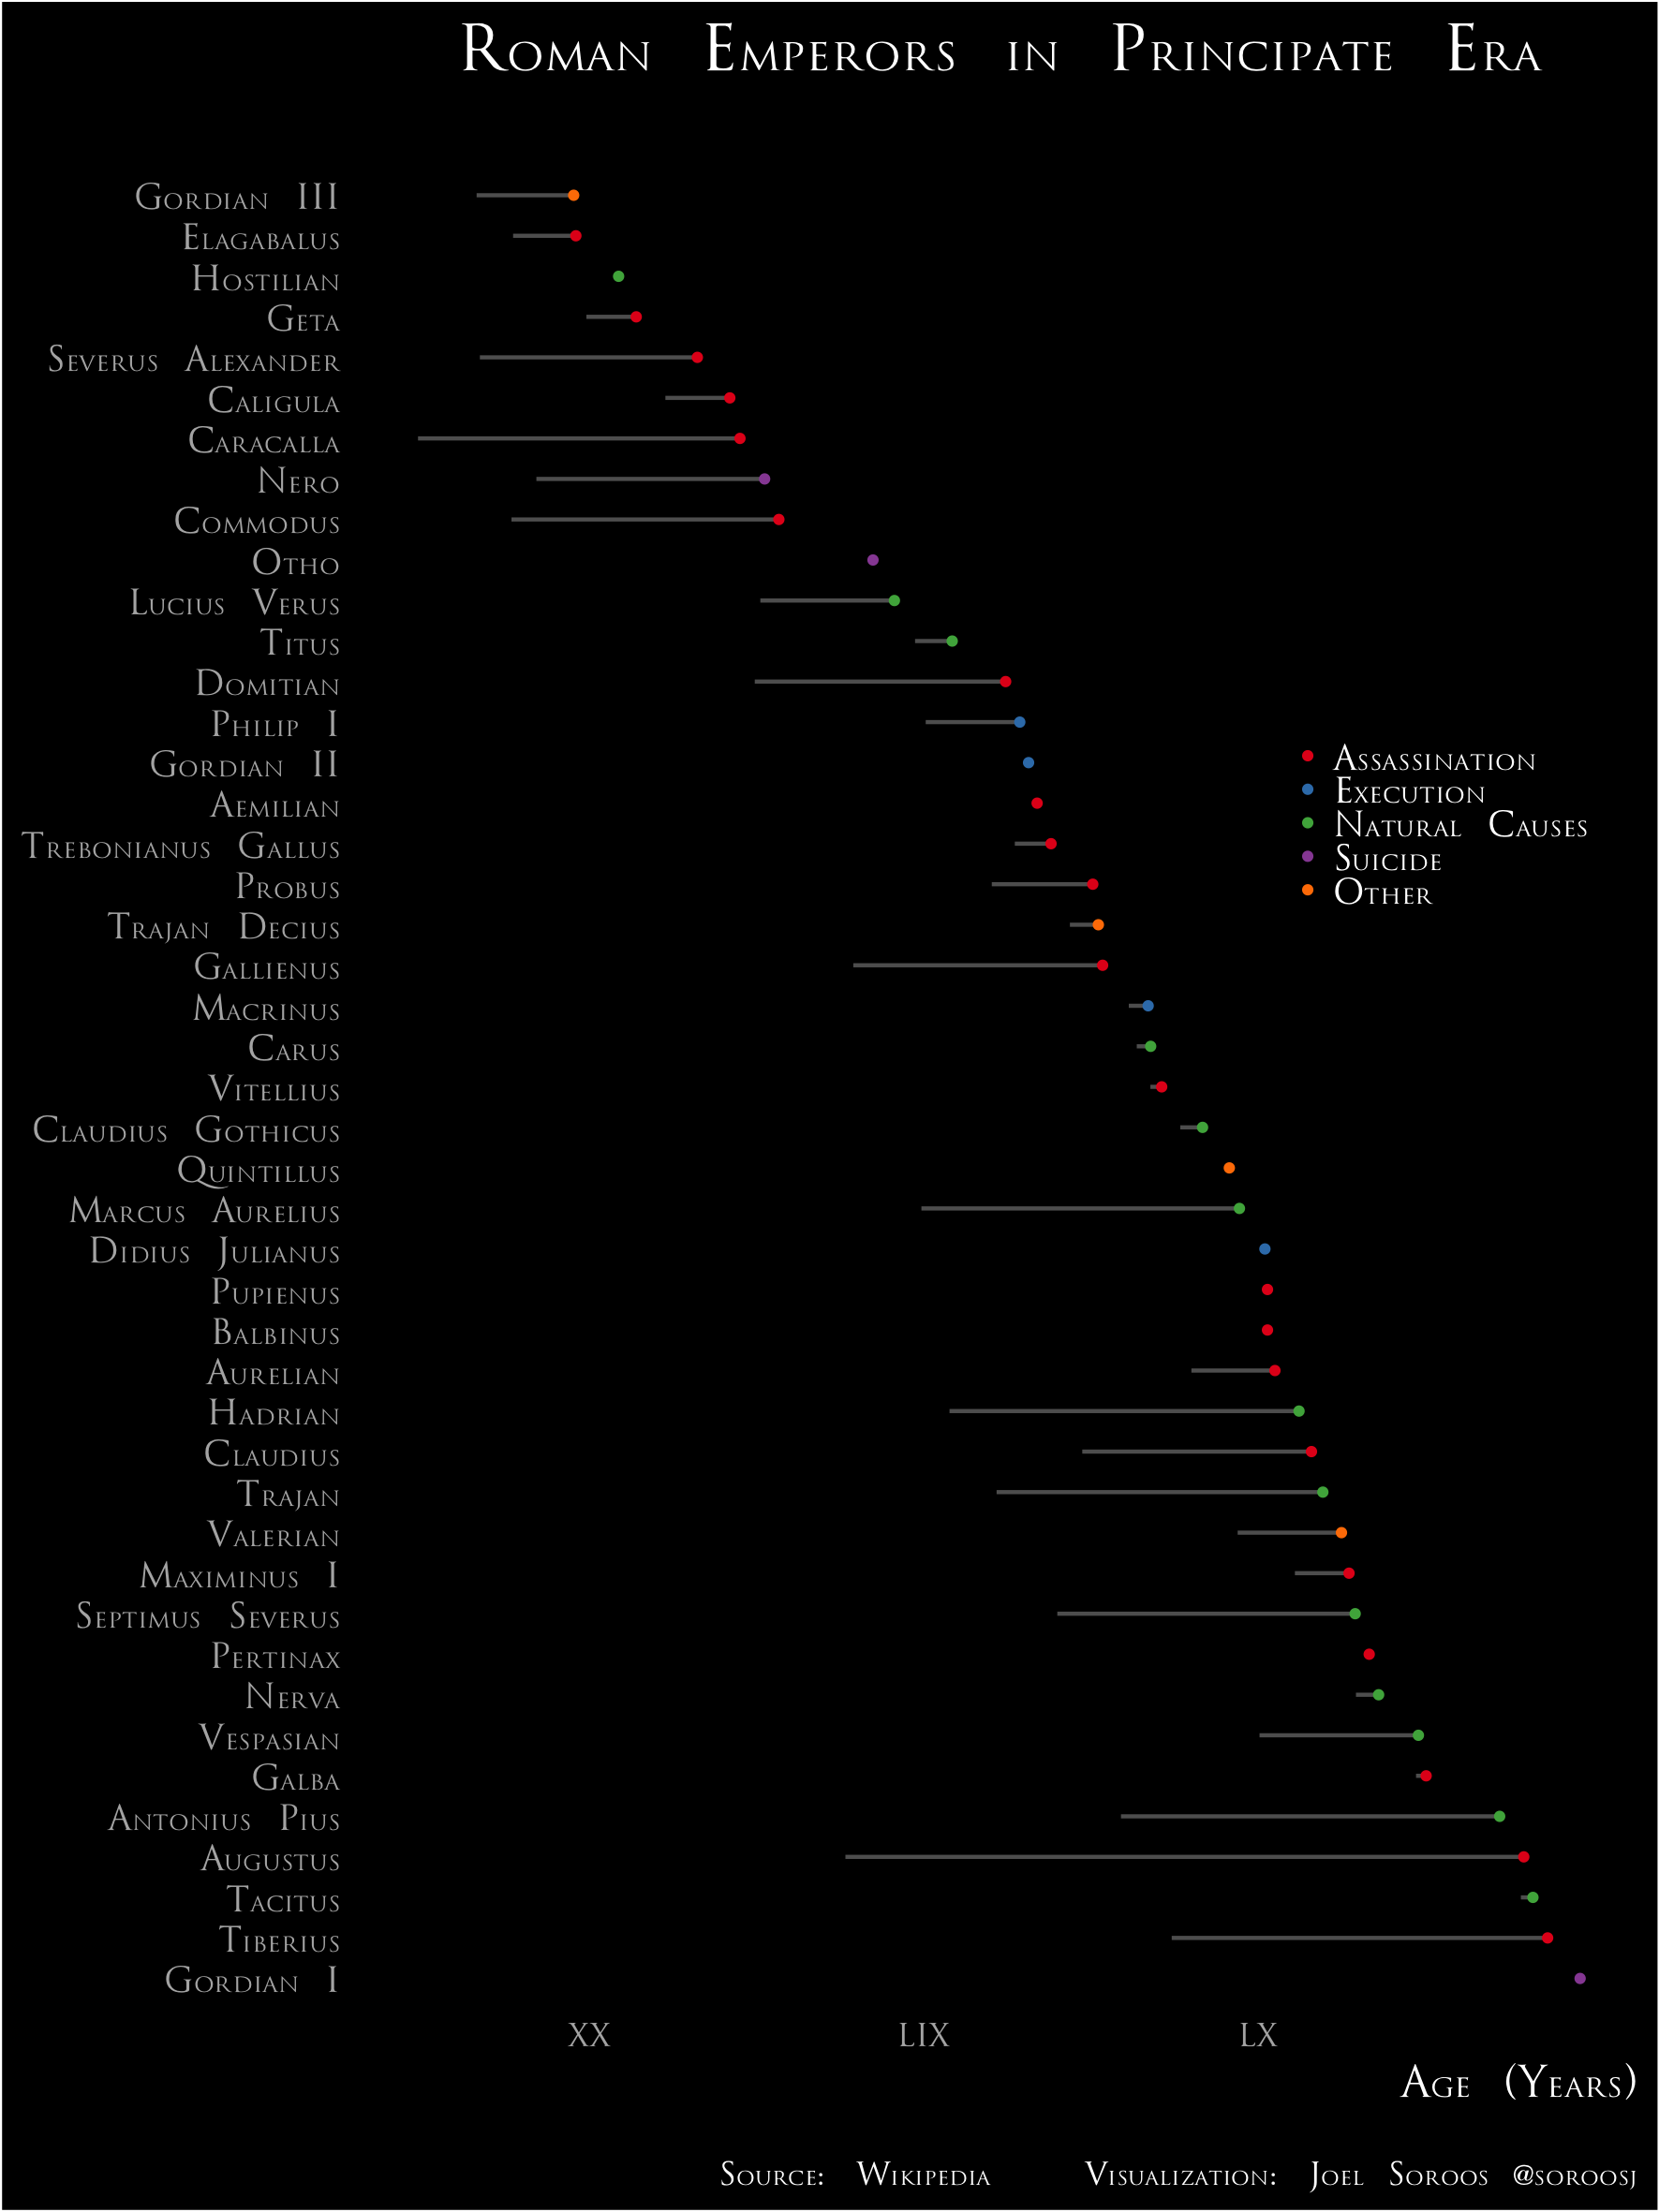 Roman Emperors in Principate Era
Gordian III
Elagabalus
Hostilian
Geta
Severus Alexander
Caligula
Caracalla
Nero
Commodus
Otho
Lucius Verus
Titus
Domitian
Philip I
Gordian II
Aemilian
Trebonianus Gallus
Probus
Trajan Decius
Gallienus
Macrinus
Carus
Vitellius
Claudius Gothicus
Quintillus
Marcus Aurelius
Didius Julianus
Pupienus
Balbinus
Aurelian
Hadrian
Claudius
Trajan
Valerian
Maximinus I
Septimus Severus
Pertinax
Nerva
Vespasian
Galba
Antonius Pius
Augustus
Tacitus
Tiberius
Gordian I
Assassination
Execution
Natural Causes
Suicide
Other
XX LIX LX
Age (Years)
Source: Wikipedia Visualization: Joel Soroos @soroosj